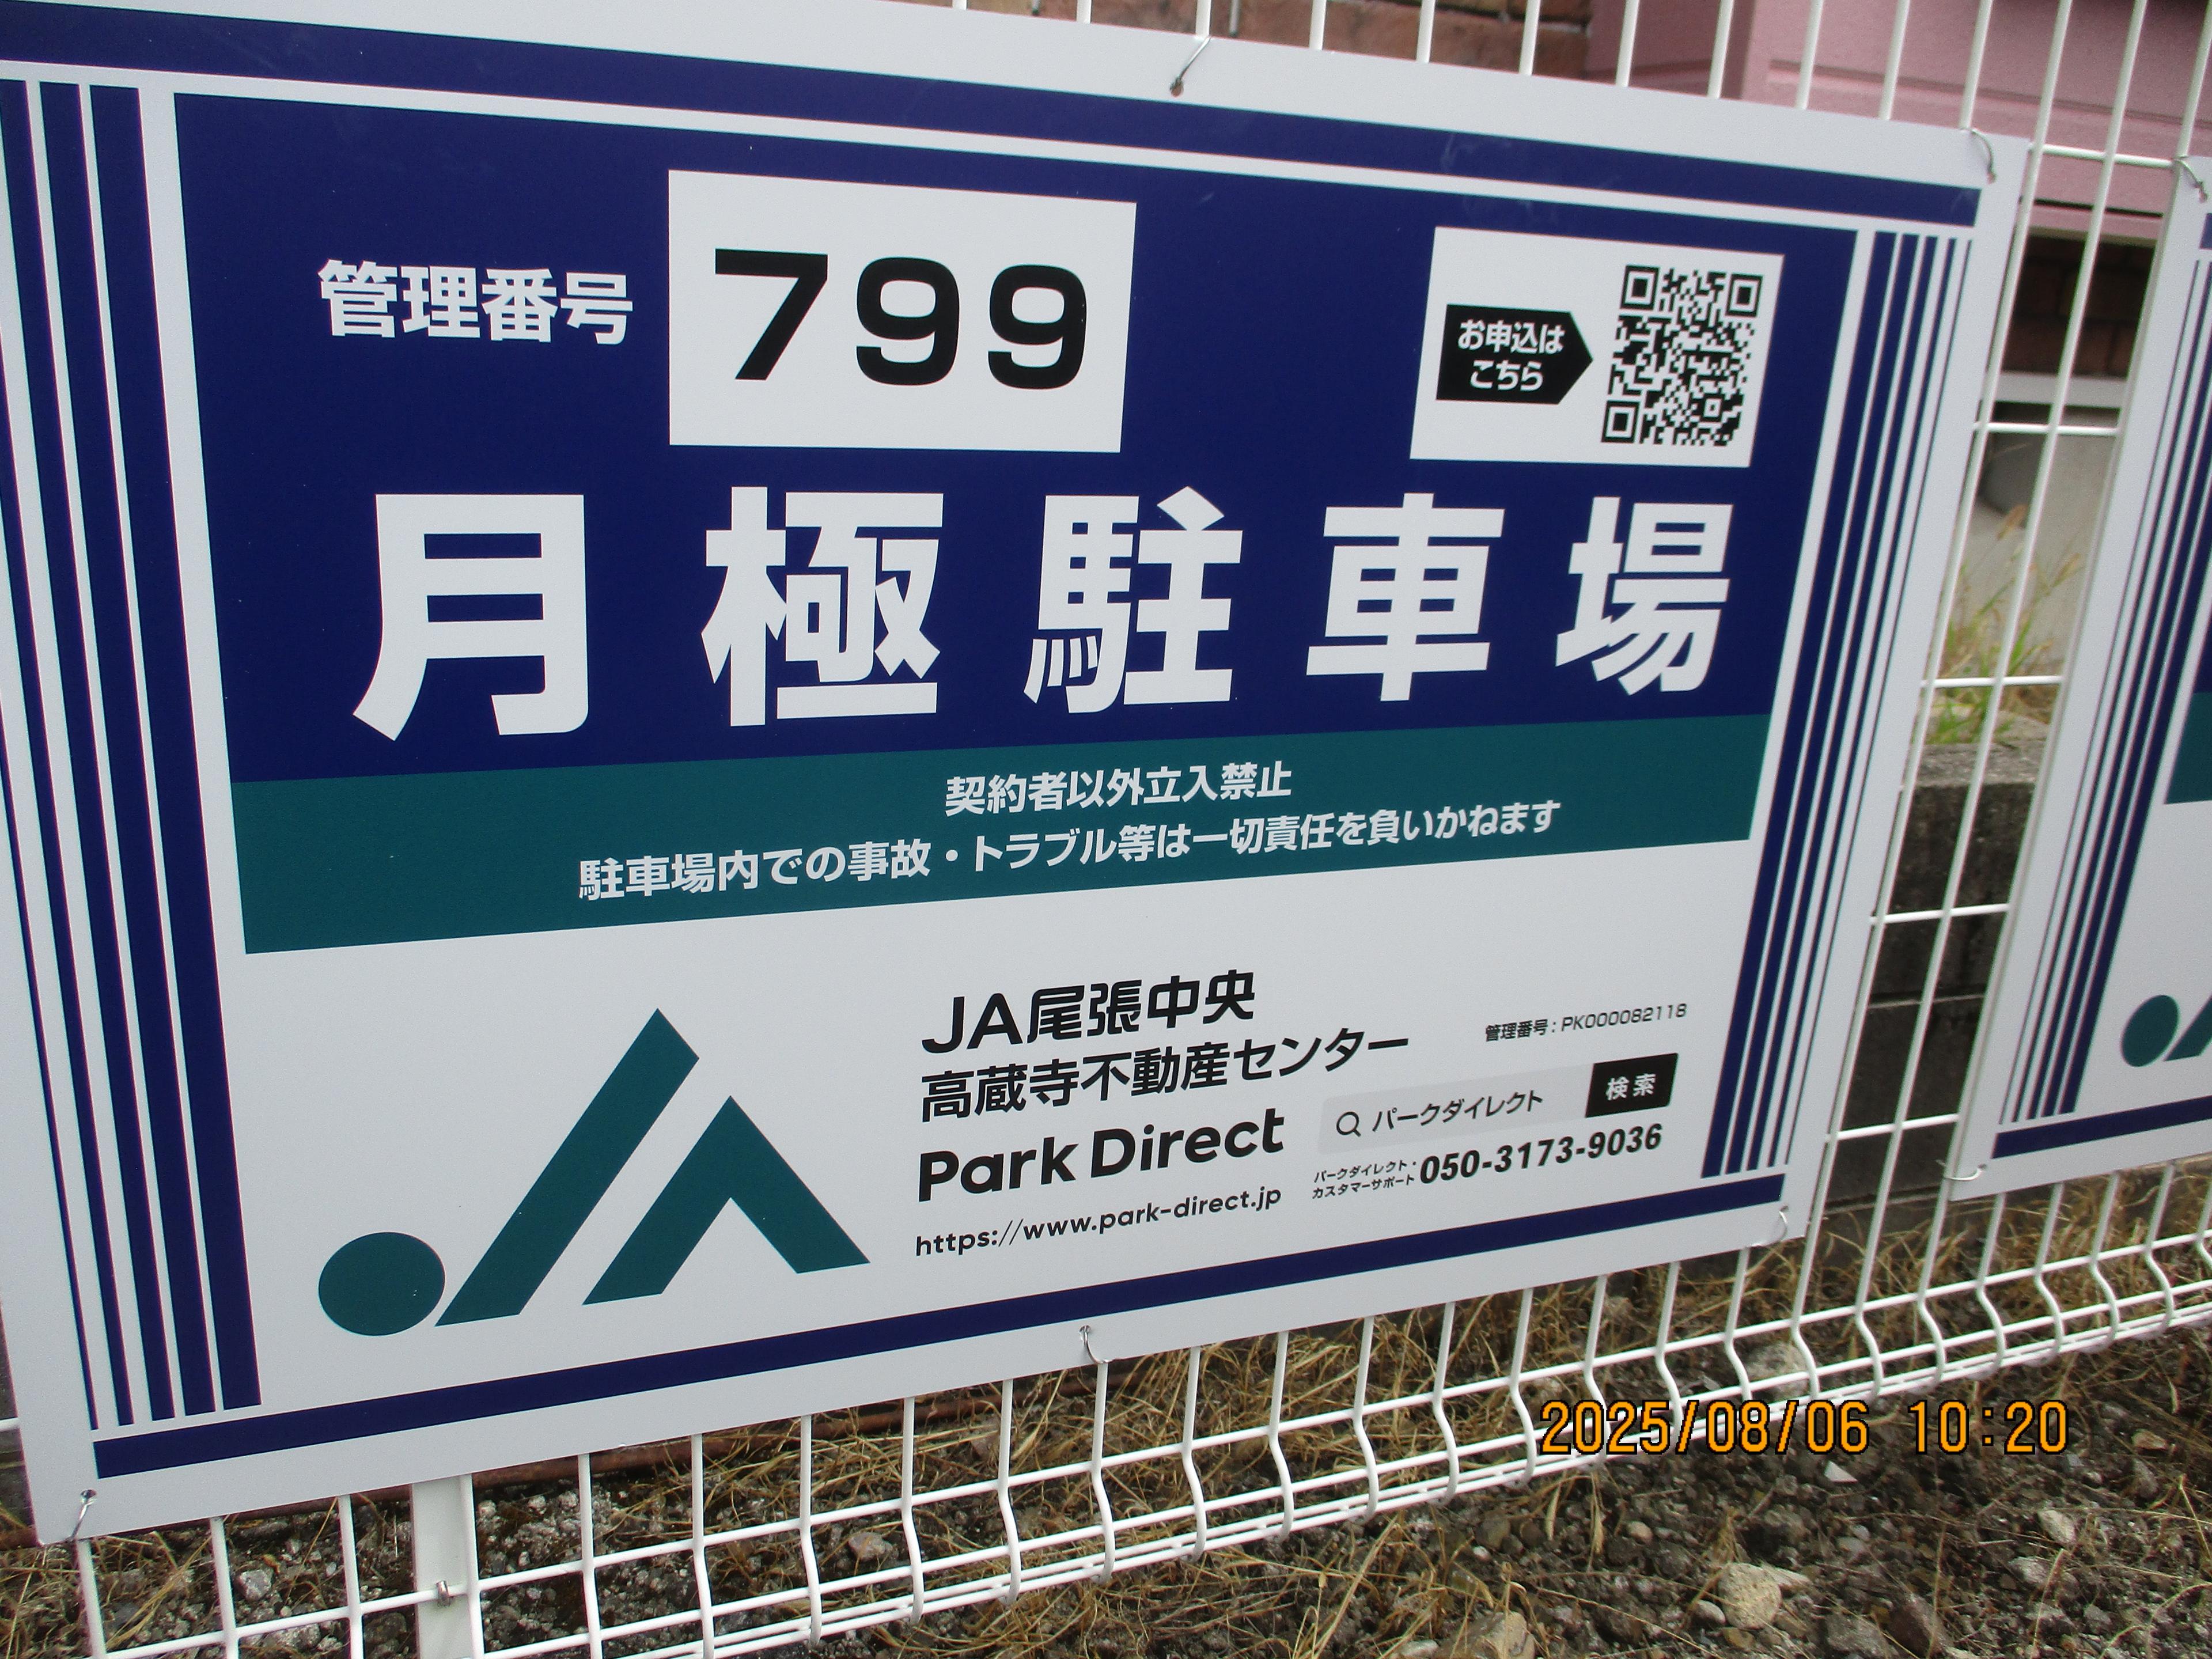 管理番号 799
お申込は
こちら
月極駐車場
契約者以外立入禁止
駐車場内での事故・トラブル等は一切責任を負いかねます
JA尾張中央
高蔵寺不動産センター
管理番号:PK000082118
Park Direct
パークダイレクト 検索
https://www.park-direct.jp
パークダイレクト・
カスタマーサポート 050-3173-9036
2025/08/06 10:20